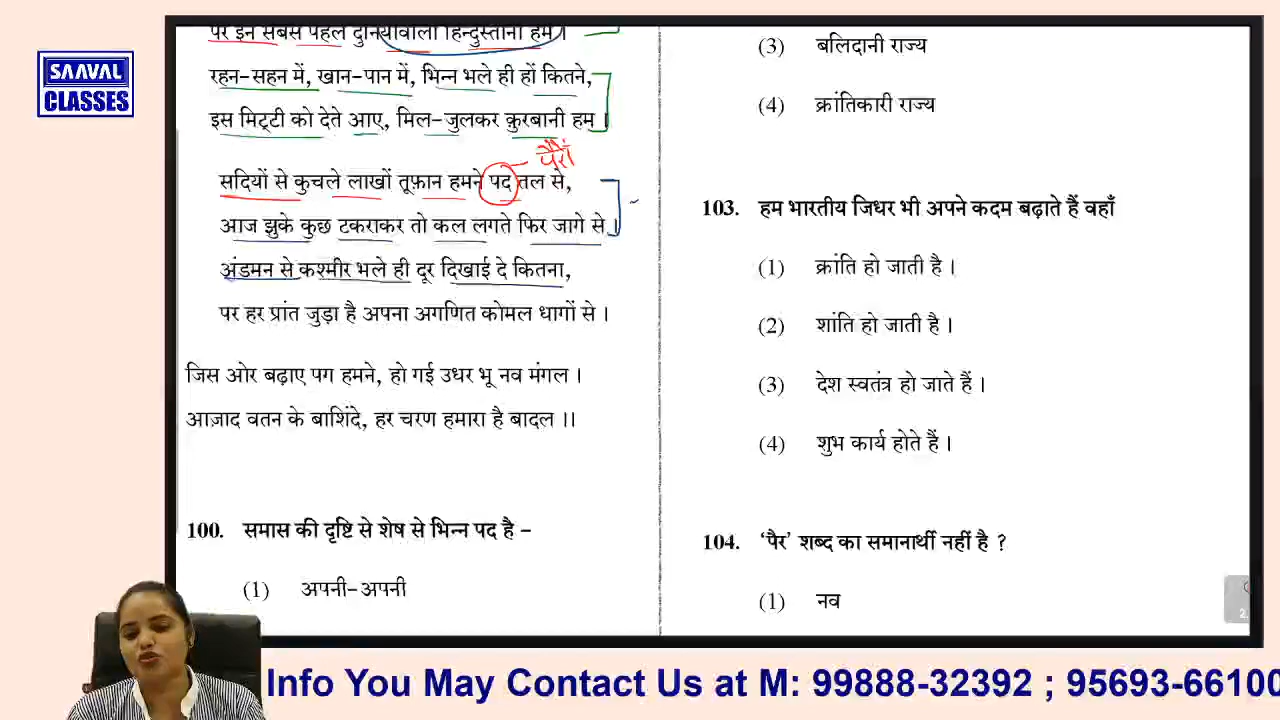 SAAVAL
CLASSES
पर इन सबसे पहले दुनियावालो हिन्दुस्तानी हम।
रहन-सहन में, खान-पान में, भिन्न भले ही हों कितने,
इस मिट्टी को देते आए, मिल-जुलकर क़ुरबानी हम।
पैरों
सदियों से कुचले लाखों तूफ़ान हमने पद तल से,
आज झुके कुछ टकराकर तो कल लगते फिर जागे से।
अंडमन से कश्मीर भले ही दूर दिखाई दे कितना,
पर हर प्रांत जुड़ा है अपना अगणित कोमल धागों से।
जिस ओर बढ़ाए पग हमने, हो गई उधर भू नव मंगल।
आज़ाद वतन के बाशिंदे, हर चरण हमारा है बादल।।
100. समास की दृष्टि से शेष से भिन्न पद है –
(1) अपनी-अपनी
(3) बलिदानी राज्य
(4) क्रांतिकारी राज्य
103. हम भारतीय जिधर भी अपने कदम बढ़ाते हैं वहाँ
(1) क्रांति हो जाती है।
(2) शांति हो जाती है।
(3) देश स्वतंत्र हो जाते हैं।
(4) शुभ कार्य होते हैं।
104. ‘पैर’ शब्द का समानार्थी नहीं है ?
(1) नव
Info You May Contact Us at M: 99888-32392 ; 95693-66100